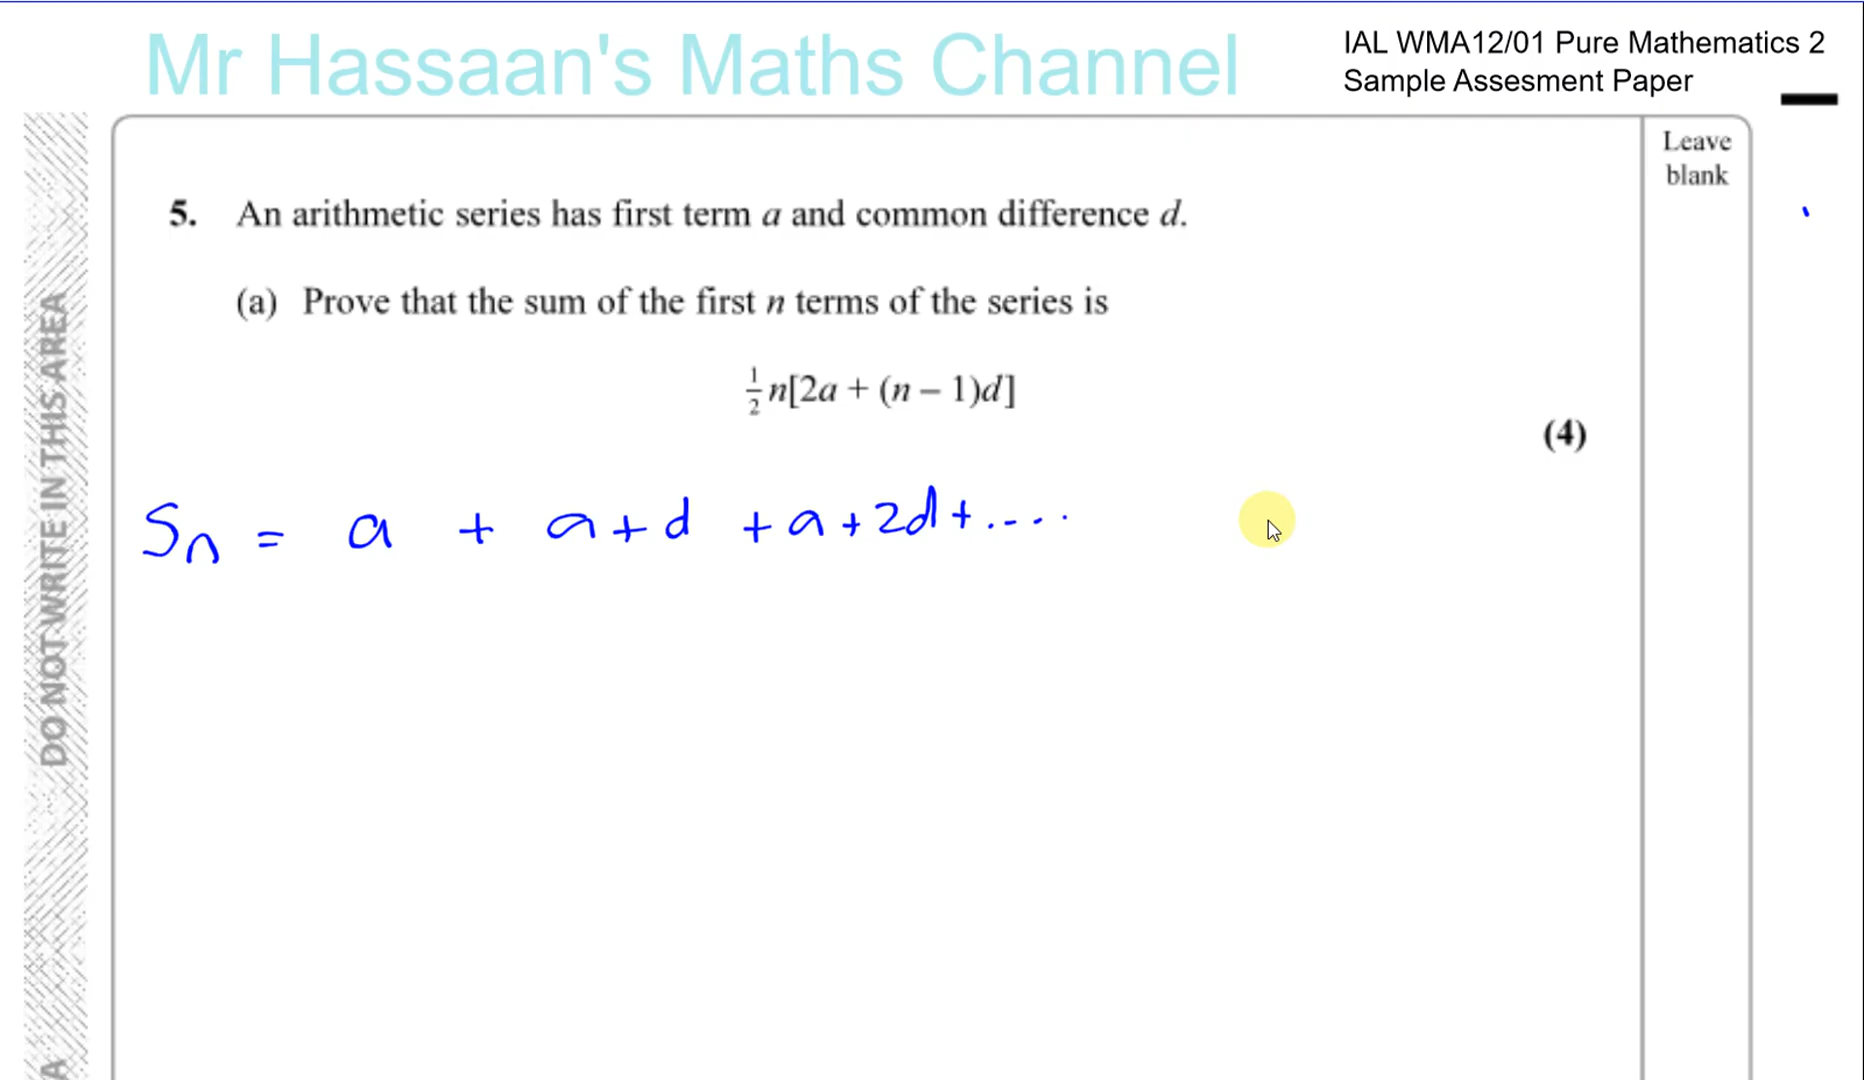 Mr Hassaan's Maths Channel
IAL WMA12/01 Pure Mathematics 2
Sample Assesment Paper
Leave
blank
5. An arithmetic series has first term a and common difference d.
(a) Prove that the sum of the first n terms of the series is
½n[2a + (n – 1)d]
(4)
Sn = a + a+d +a+2d+.....
DO NOT WRITE IN THIS AREA
A